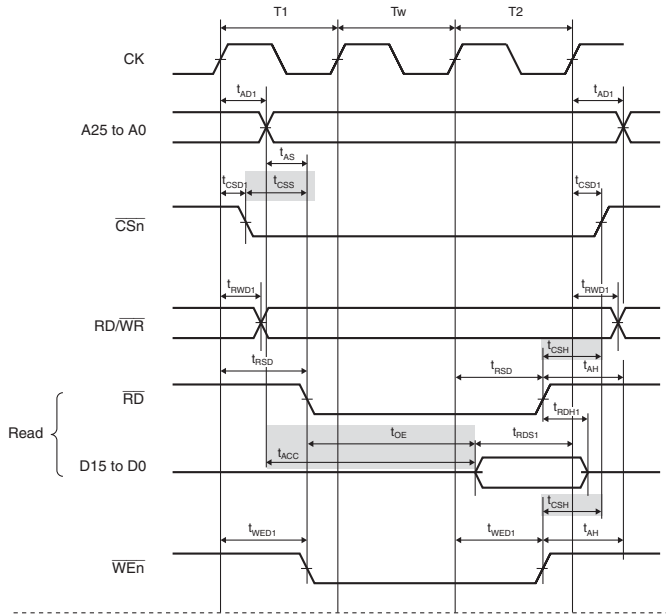 T1 Tw T2
CK
tAD1 tAD1
A25 to A0
tAS
tCSD1 tCSS tCSD1
CSn
tRWD1 tRWD1
RD/WR
tCSH
tRSD tRSD tAH
RD
tRDH1
Read
tOE tRDS1
tACC
D15 to D0
tCSH
tWED1 tWED1 tAH
WEn